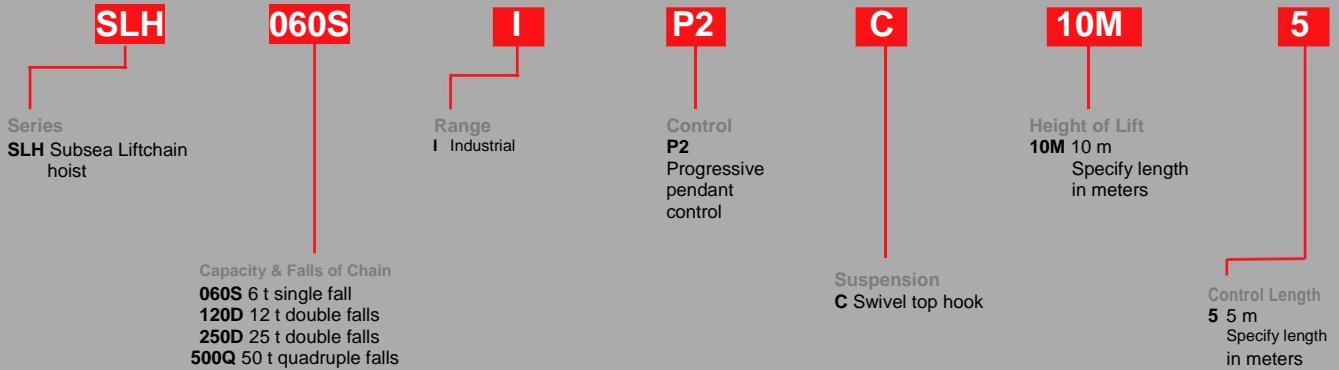 SLH 060S I P2 C 10M 5
Series
SLH Subsea Liftchain
hoist
Range
I Industrial
Control
P2
Progressive
pendant
control
Height of Lift
10M 10 m
Specify length
in meters
Capacity & Falls of Chain
060S 6 t single fall
120D 12 t double falls
250D 25 t double falls
500Q 50 t quadruple falls
Suspension
C Swivel top hook
Control Length
5 5 m
Specify length
in meters